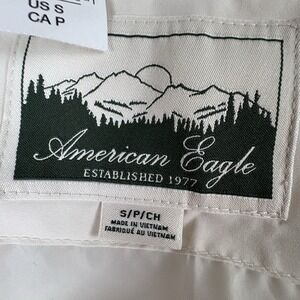 US S
CA P
American Eagle
ESTABLISHED 1977
S/P/CH
MADE IN VIETNAM
FABRIQUÉ AU VIETNAM